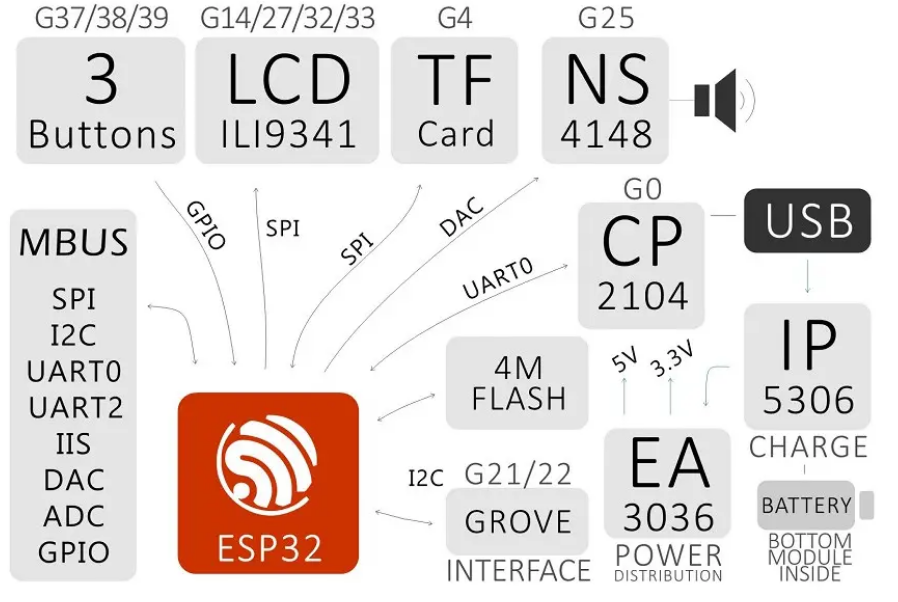 G37/38/39
3
Buttons
G14/27/32/33
LCD
ILI9341
G4
TF
Card
G25
NS
4148
GPIO
SPI
SPI
DAC
UART0
G0
CP
2104
USB
MBUS
SPI
I2C
UART0
UART2
IIS
DAC
ADC
GPIO
4M
FLASH
5V
3.3V
IP
5306
CHARGE
ESP32
I2C
G21/22
GROVE
INTERFACE
EA
3036
POWER
DISTRIBUTION
BATTERY
BOTTOM
MODULE
INSIDE